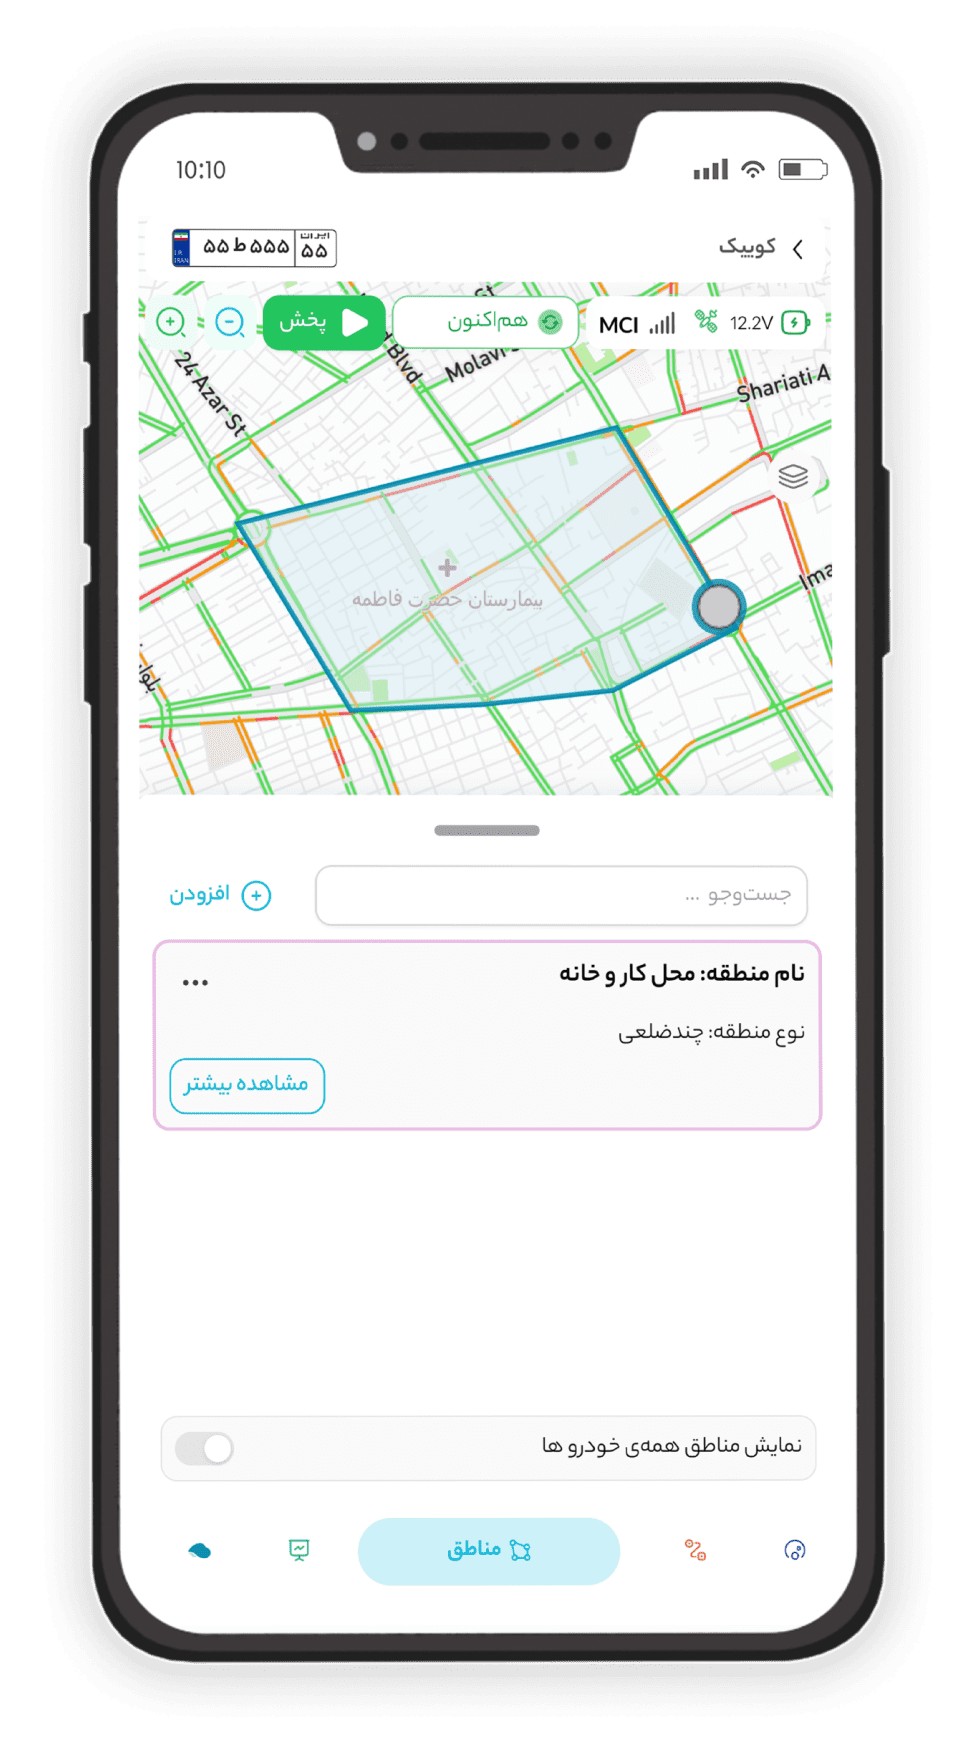 10:10
کوییک
ایران
۵۵ ط ۵۵۵ ۵۵
I.R.
IRAN
پخش
هم‌اکنون
MCI
12.2V
St
d Blvd
Molavi S
24 Azar St
Shariati A
Ima
بیمارستان حضرت فاطمه
بلوا
جست‌وجو ...
افزودن
نام منطقه: محل کار و خانه
نوع منطقه: چندضلعی
مشاهده بیشتر
نمایش مناطق همه‌ی خودرو ها
مناطق